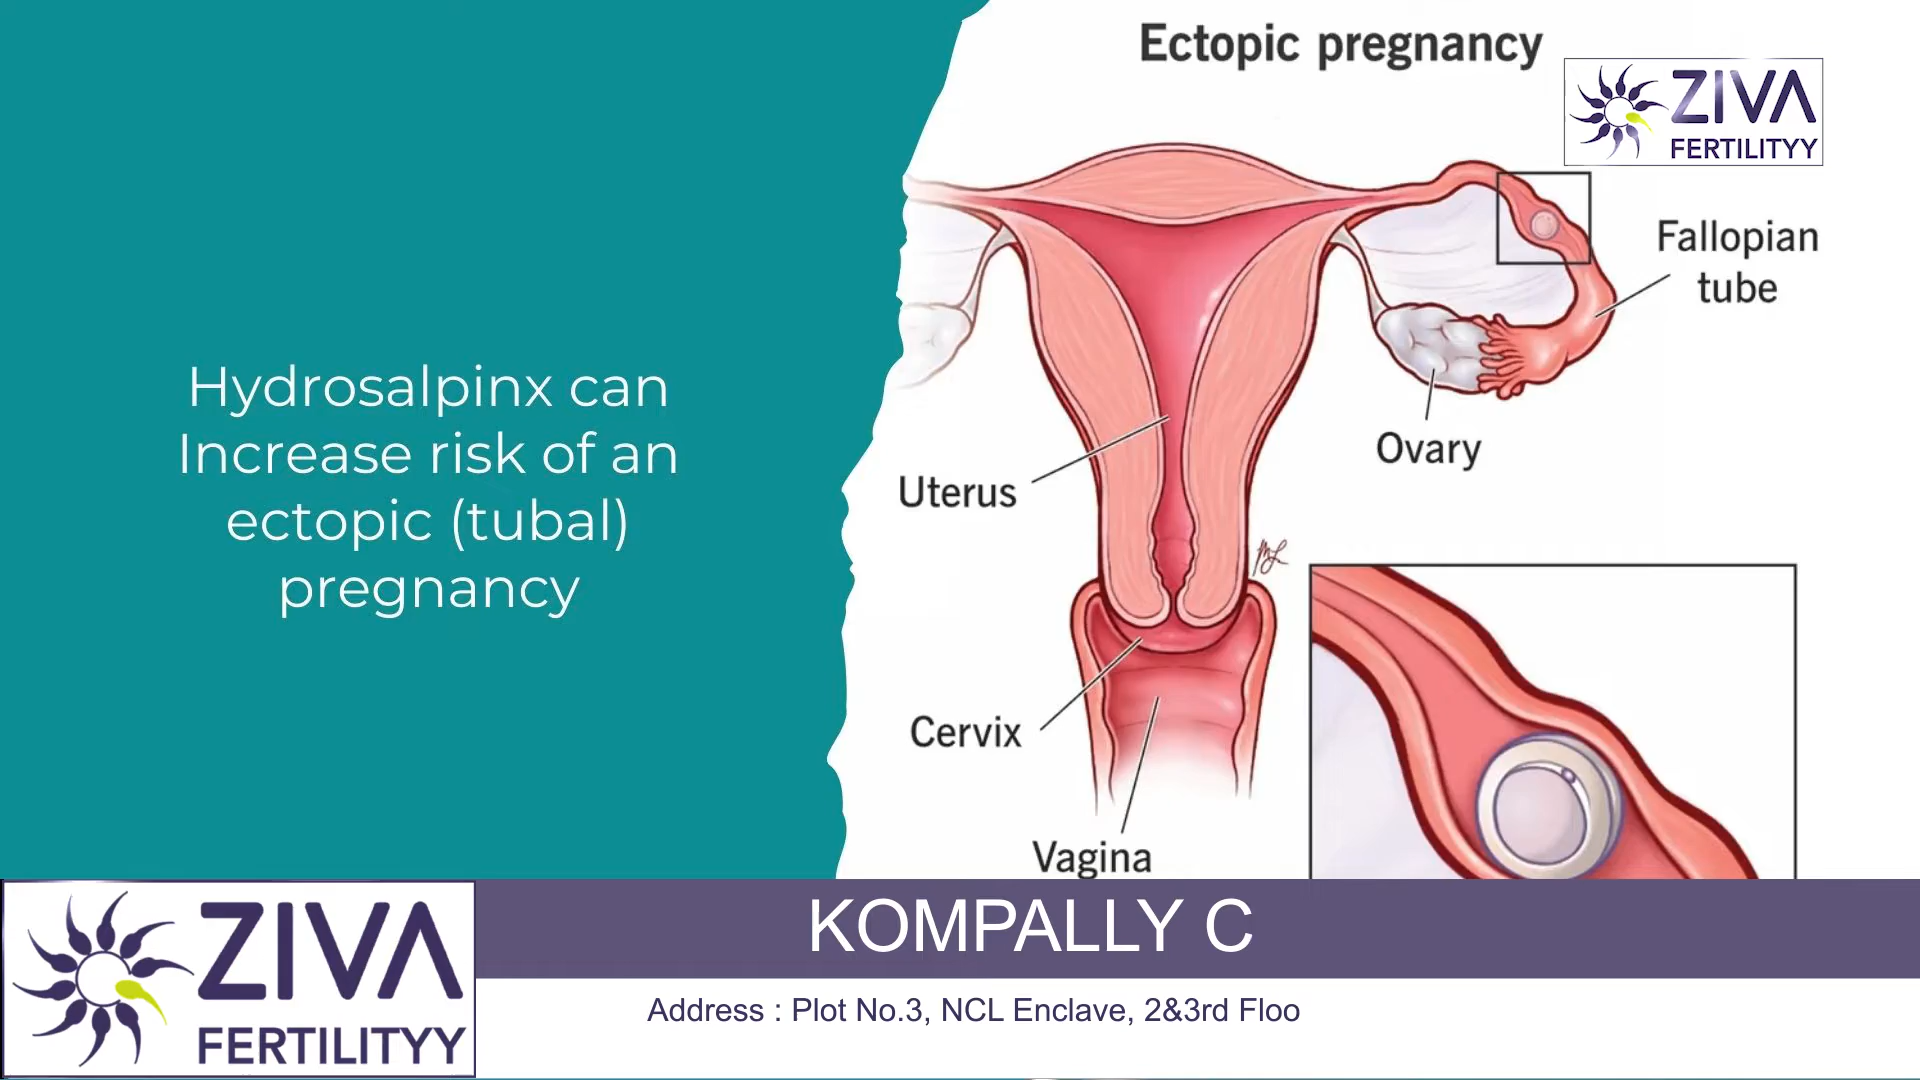 Ectopic pregnancy
ZIVA
FERTILITYY
Fallopian
tube
Hydrosalpinx can
Increase risk of an
ectopic (tubal)
pregnancy
Ovary
Uterus
Cervix
Vagina
ZIVA
FERTILITYY
KOMPALLY C
Address : Plot No.3, NCL Enclave, 2&3rd Floo